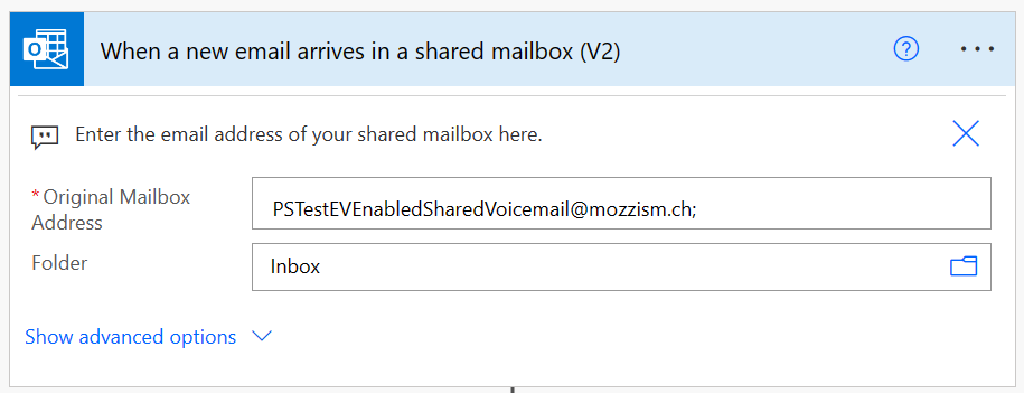 When a new email arrives in a shared mailbox (V2)
Enter the email address of your shared mailbox here.
* Original Mailbox Address
PSTestEVEnabledSharedVoicemail@mozzism.ch;
Folder
Inbox
Show advanced options